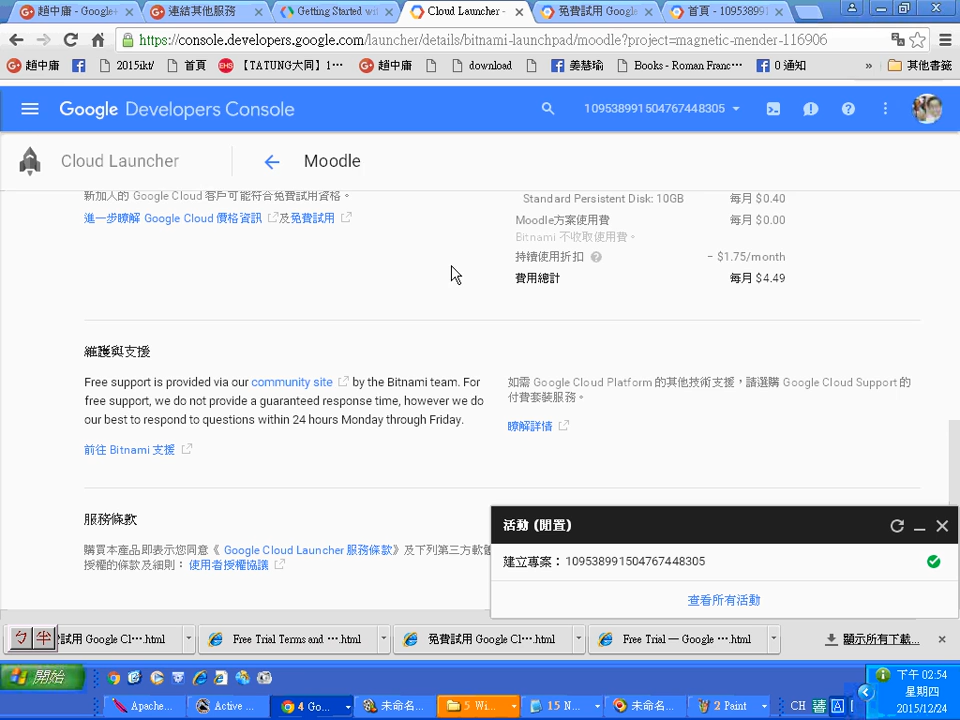 趙中庸 - Google+
連結其他服務
Getting Started wit
Cloud Launcher -
免費試用 Googl
首頁 - 10953899
https://console.developers.google.com/launcher/details/bitnami-launchpad/moodle?project=magnetic-mender-116906
趙中庸
2015ikt/
首頁
【TATUNG大同】1…
趙中庸
download
姜慧瑜
Books - Roman Franc…
0 通知
»
其他書籤
Google Developers Console
109538991504767448305
Cloud Launcher
Moodle
新加入的 Google Cloud 客戶可能符合免費試用資格。
進一步瞭解 Google Cloud 價格資訊 及免費試用
Standard Persistent Disk: 10GB 每月 $0.40
Moodle方案使用費 每月 $0.00
Bitnami 不收取使用費。
持續使用折扣 - $1.75/month
費用總計 每月 $4.49
維護與支援
Free support is provided via our community site by the Bitnami team. For
free support, we do not provide a guaranteed response time, however we do
our best to respond to questions within 24 hours Monday through Friday.
前往 Bitnami 支援
如需 Google Cloud Platform 的其他技術支援，請選購 Google Cloud Support 的
付費套裝服務。
瞭解詳情
服務條款
購買本產品即表示您同意《 Google Cloud Launcher 服務條款》及下列第三方軟體
授權的條款及細則： 使用者授權協議
活動 (閒置)
建立專案：109538991504767448305
查看所有活動
ㄅ 半
試用 Google Cl….html
Free Trial Terms and ….html
免費試用 Google Cl….html
Free Trial — Google ….html
顯示所有下載...
開始
Apache...
Active ...
4 Go...
未命名...
5 Wi...
15 N...
未命名...
2 Paint
CH
下午 02:54
星期四
2015/12/24